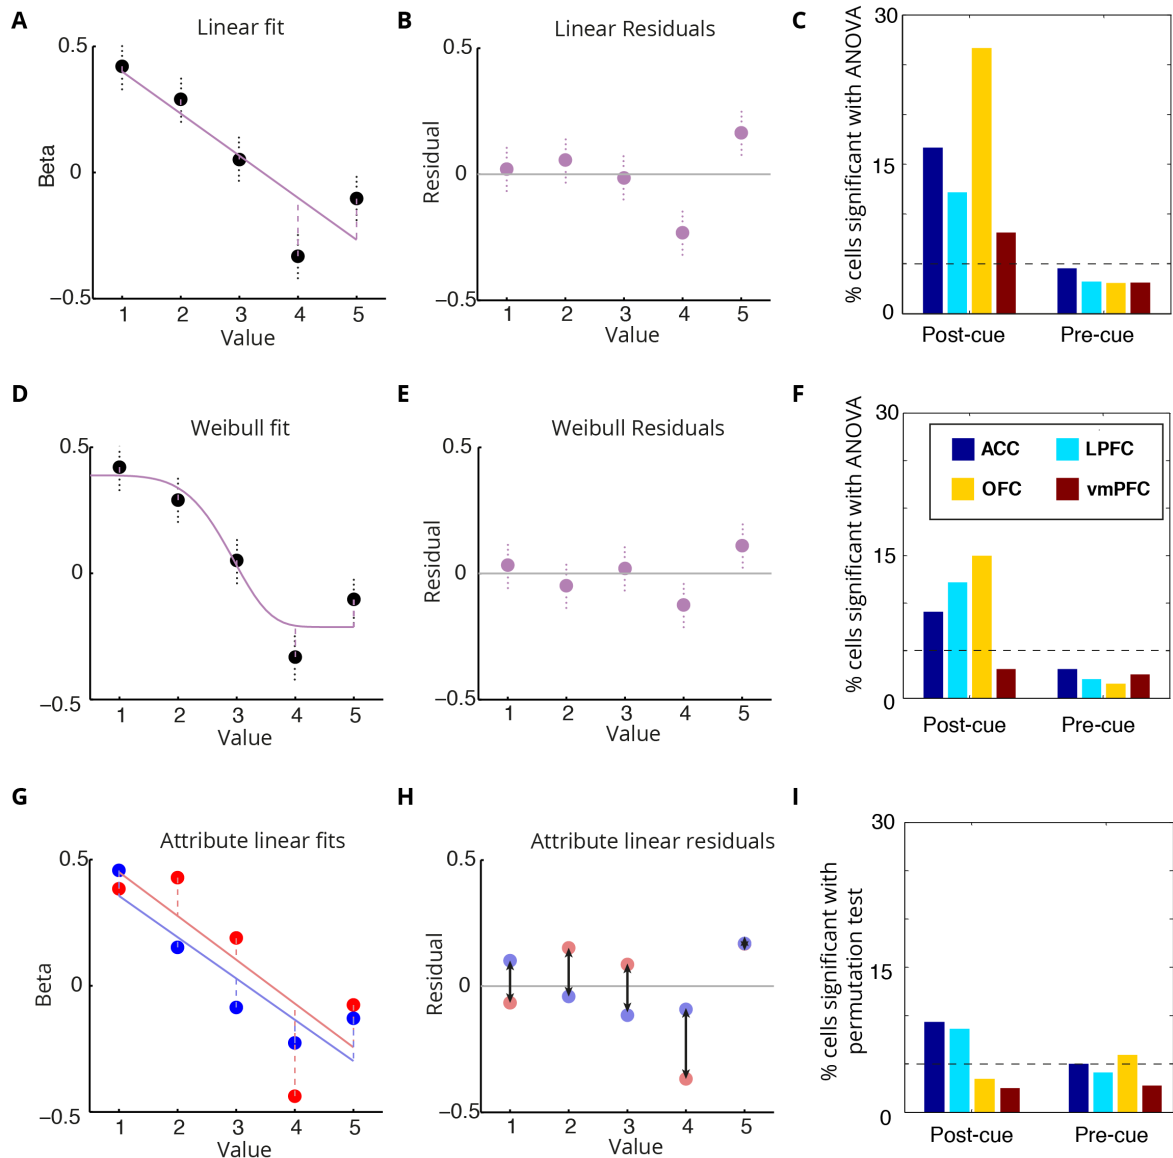 A
Linear fit
0.5
0
−0.5
Beta
1 2 3 4 5
Value
B
Linear Residuals
0.5
0
−0.5
Residual
1 2 3 4 5
Value
C
30
15
0
% cells significant with ANOVA
Post-cue Pre-cue
D
Weibull fit
0.5
0
−0.5
1 2 3 4 5
Value
E
Weibull Residuals
0.5
0
−0.5
Residual
1 2 3 4 5
Value
F
30
15
0
% cells significant with ANOVA
ACC LPFC
OFC vmPFC
Post-cue Pre-cue
G
Attribute linear fits
0.5
0
−0.5
Beta
1 2 3 4 5
Value
H
Attribute linear residuals
0.5
0
−0.5
Residual
1 2 3 4 5
Value
I
30
15
0
% cells significant with
permutation test
Post-cue Pre-cue